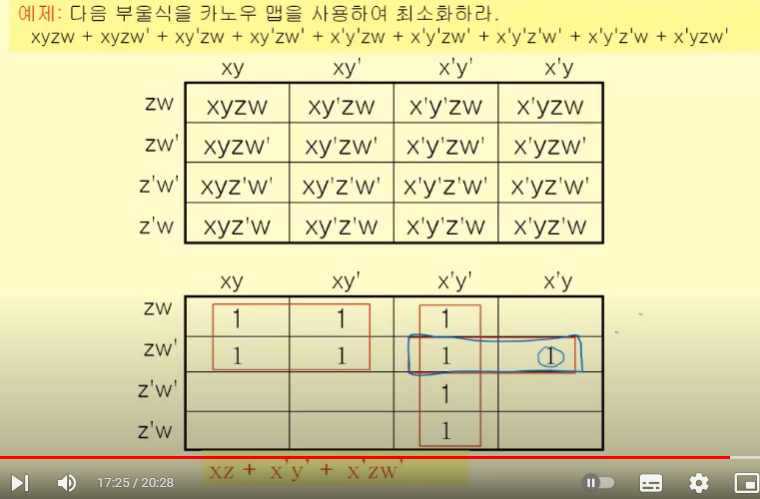 예제: 다음 부울식을 카노우 맵을 사용하여 최소화하라.
xyzw + xyzw' + xy'zw + xy'zw' + x'y'zw + x'y'zw' + x'y'z'w' + x'y'z'w + x'yzw'
xy xy' x'y' x'y
zw xyzw xy'zw x'y'zw x'yzw
zw' xyzw' xy'zw' x'y'zw' x'yzw'
z'w' xyz'w' xy'z'w' x'y'z'w' x'yz'w'
z'w xyz'w xy'z'w x'y'z'w x'yz'w
xy xy' x'y' x'y
zw 1 1 1
zw' 1 1 1 1
z'w' 1
z'w 1
xz + x'y' + x'zw'
17:25 / 20:28